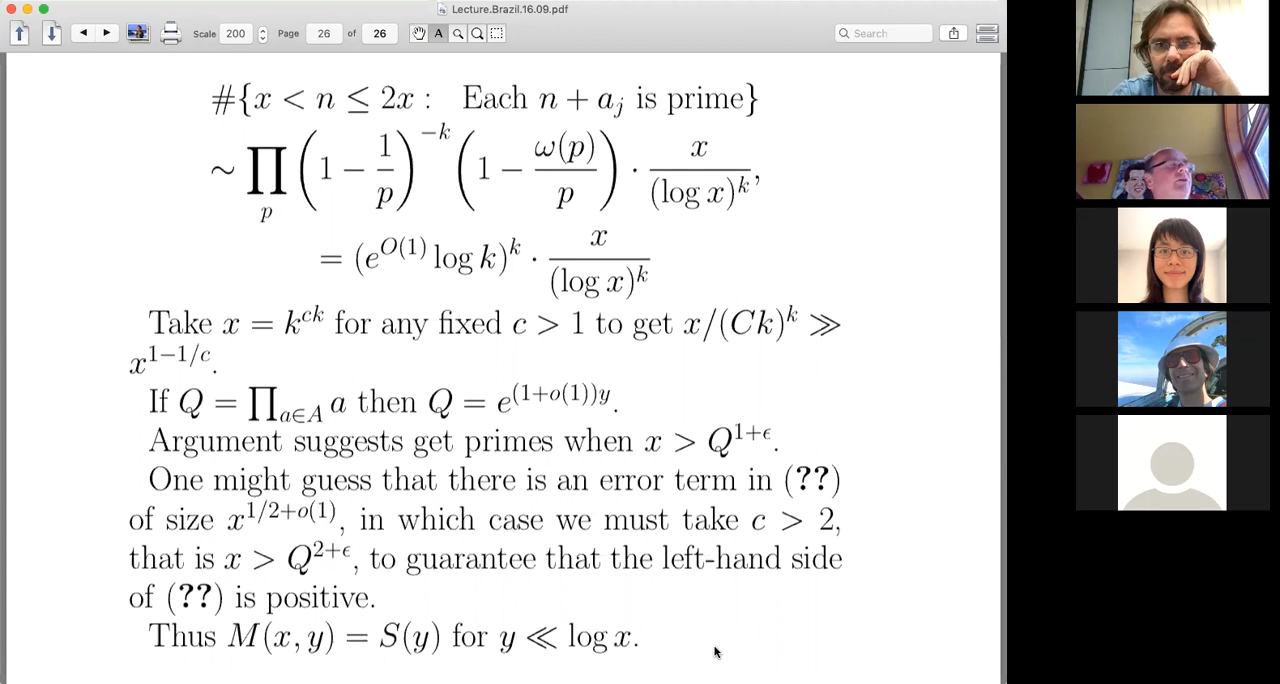 Lecture.Brazil.16.09.pdf
Scale 200 Page 26 of 26 A Search
#{x < n ≤ 2x : Each n + a_j is prime}
∼ ∏_p (1 − 1/p)^{−k} (1 − ω(p)/p) · x/(log x)^k,
= (e^{O(1)} log k)^k · x/(log x)^k
Take x = k^{ck} for any fixed c > 1 to get x/(Ck)^k ≫
x^{1−1/c}.
If Q = ∏_{a∈A} a then Q = e^{(1+o(1))y}.
Argument suggests get primes when x > Q^{1+ϵ}.
One might guess that there is an error term in (??)
of size x^{1/2+o(1)}, in which case we must take c > 2,
that is x > Q^{2+ϵ}, to guarantee that the left-hand side
of (??) is positive.
Thus M(x, y) = S(y) for y ≪ log x.